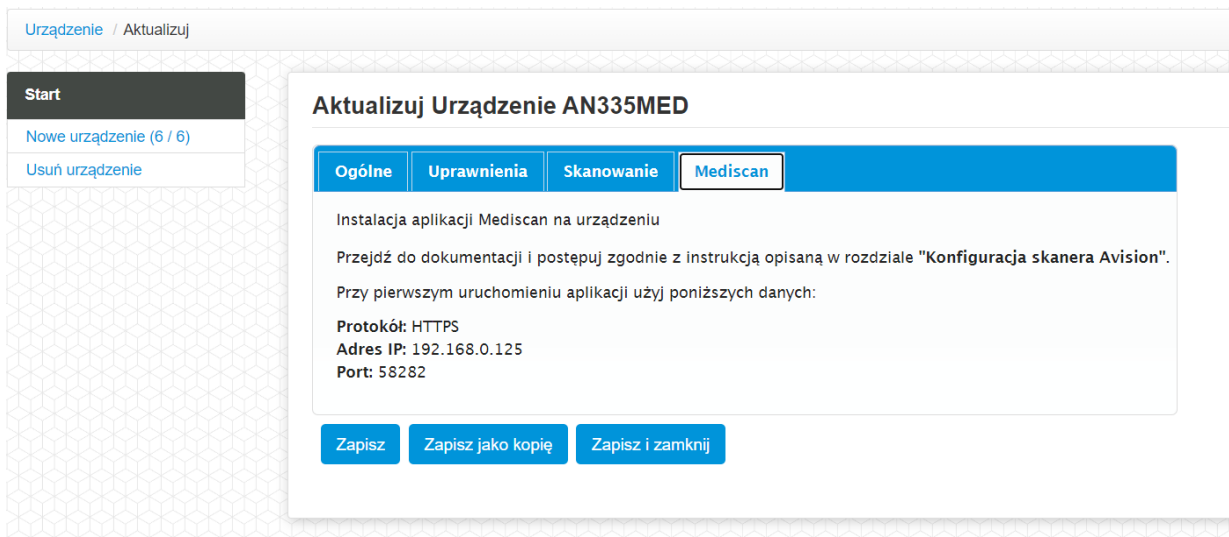 Urządzenie / Aktualizuj
Start
Nowe urządzenie (6 / 6)
Usuń urządzenie
Aktualizuj Urządzenie AN335MED
Ogólne Uprawnienia Skanowanie Mediscan
Instalacja aplikacji Mediscan na urządzeniu
Przejdź do dokumentacji i postępuj zgodnie z instrukcją opisaną w rozdziale "Konfiguracja skanera Avision".
Przy pierwszym uruchomieniu aplikacji użyj poniższych danych:
Protokół: HTTPS
Adres IP: 192.168.0.125
Port: 58282
Zapisz Zapisz jako kopię Zapisz i zamknij